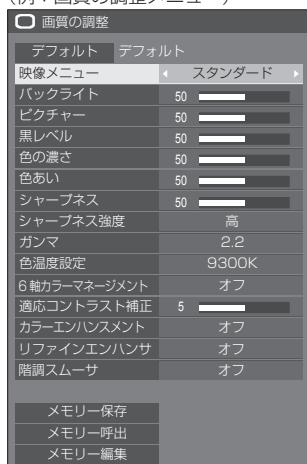 (例：画質の調整メニュー)
画質の調整
デフォルト デフォルト
映像メニュー スタンダード
バックライト 50
ピクチャー 50
黒レベル 50
色の濃さ 50
色あい 50
シャープネス 50
シャープネス強度 高
ガンマ 2.2
色温度設定 9300K
6軸カラーマネージメント オフ
適応コントラスト補正 5
カラーエンハンスメント オフ
リファインエンハンサ オフ
階調スムーサ オフ
メモリー保存
メモリー呼出
メモリー編集